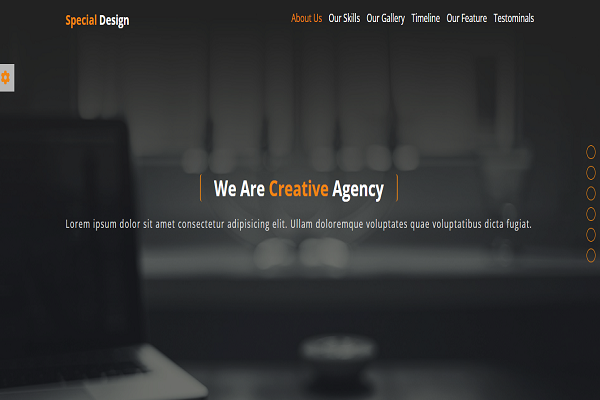 Special Design
About Us Our Skills Our Gallery Timeline Our Feature Testominals
We Are Creative Agency
Lorem ipsum dolor sit amet consectetur adipisicing elit. Ullam doloremque voluptates quae voluptatibus dicta fugiat.